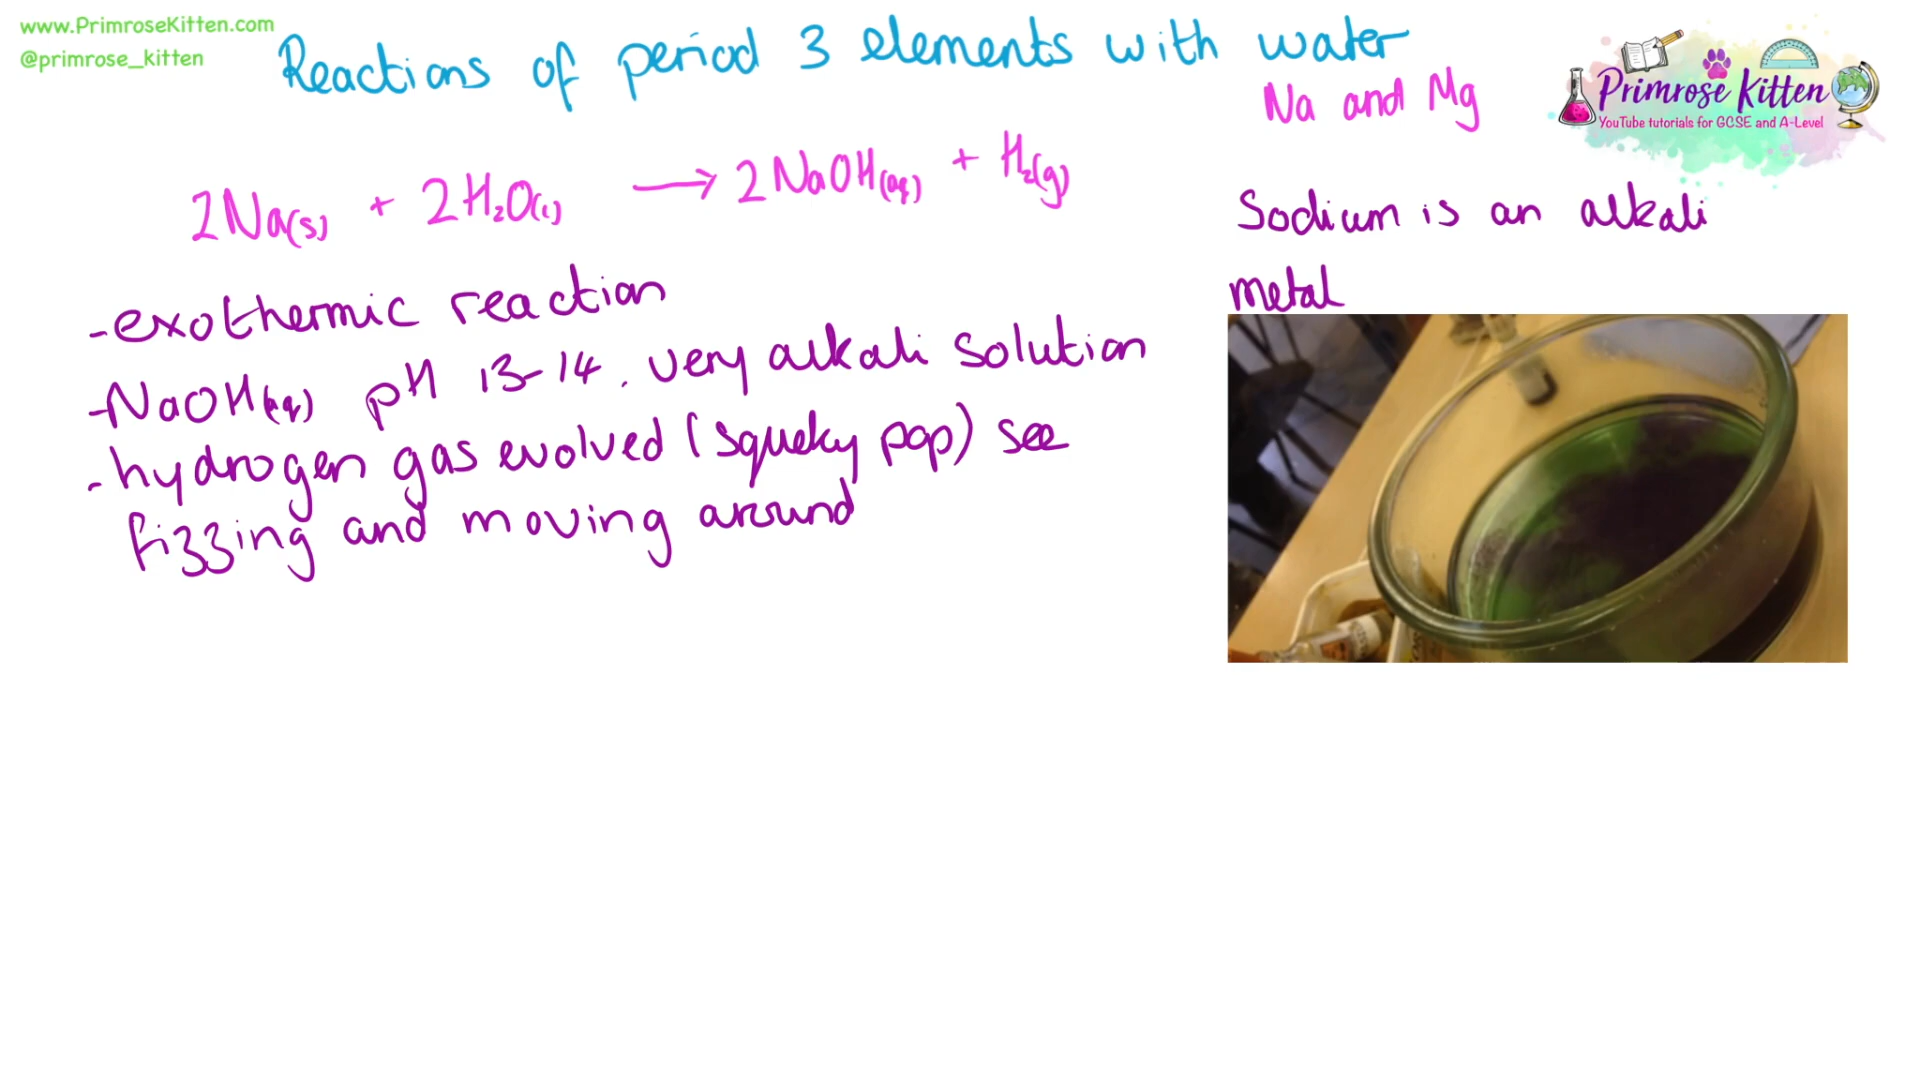 www.PrimroseKitten.com
@primrose_kitten
Reactions of period 3 elements with water
Na and Mg
Primrose Kitten
YouTube tutorials for GCSE and A-Level
2Na(s) + 2H₂O(l) → 2NaOH(aq) + H₂(g)
Sodium is an alkali
metal
-exothermic reaction
-NaOH(aq) pH 13-14. very alkali solution
-hydrogen gas evolved (squeky pop) see
fizzing and moving around